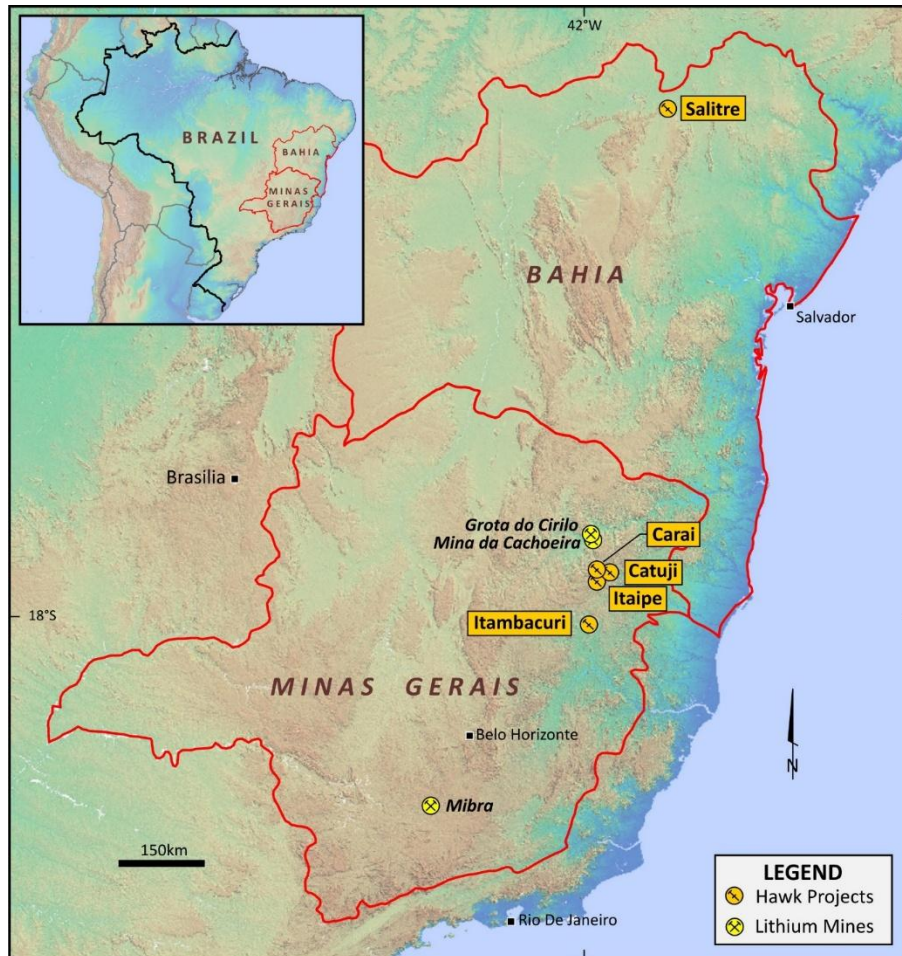 42°W
BRAZIL
BAHIA
MINAS
GERAIS
Salitre
BAHIA
Salvador
Brasilia
Grota do Cirilo
Mina da Cachoeira
Carai
Catuji
Itaipe
18°S
Itambacuri
MINAS GERAIS
Belo Horizonte
N
Mibra
150km
Rio De Janeiro
LEGEND
Hawk Projects
Lithium Mines